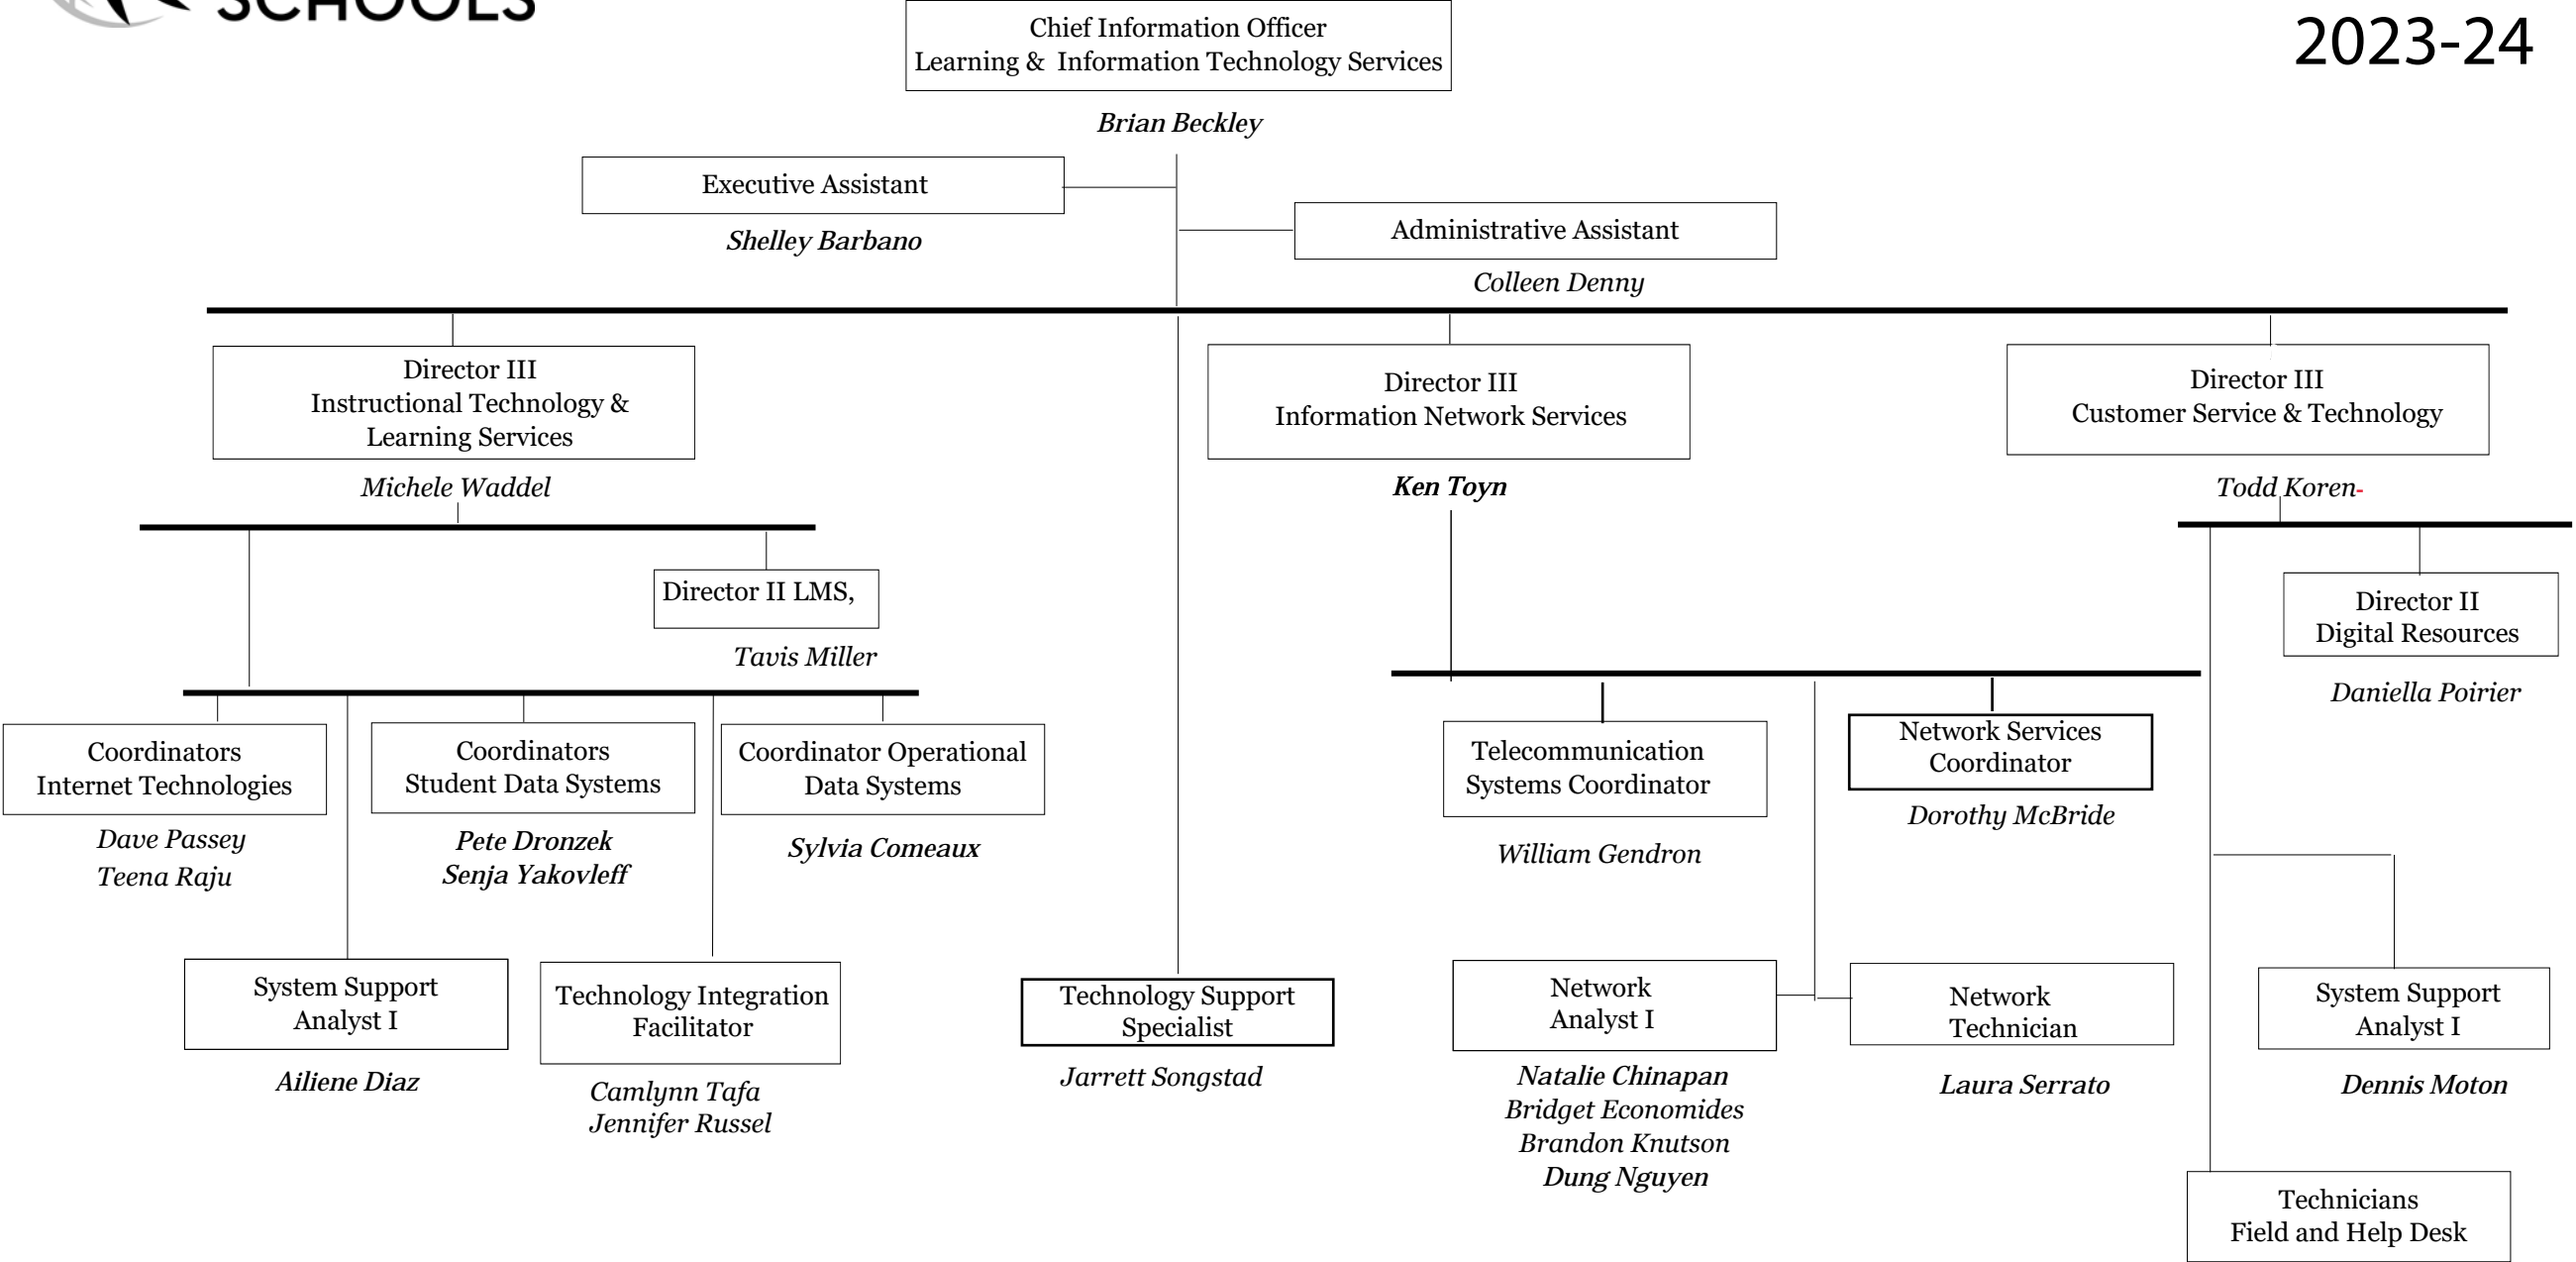 SCHOOLS
2023-24
Chief Information Officer
Learning & Information Technology Services
Brian Beckley
Executive Assistant
Shelley Barbano
Administrative Assistant
Colleen Denny
Director III
Instructional Technology &
Learning Services
Michele Waddel
Director III
Information Network Services
Ken Toyn
Director III
Customer Service & Technology
Todd Koren-
Director II LMS,
Tavis Miller
Director II
Digital Resources
Daniella Poirier
Coordinators
Internet Technologies
Dave Passey
Teena Raju
Coordinators
Student Data Systems
Pete Dronzek
Senja Yakovleff
Coordinator Operational
Data Systems
Sylvia Comeaux
Telecommunication
Systems Coordinator
William Gendron
Network Services
Coordinator
Dorothy McBride
System Support
Analyst I
Ailiene Diaz
Technology Integration
Facilitator
Camlynn Tafa
Jennifer Russel
Technology Support
Specialist
Jarrett Songstad
Network
Analyst I
Natalie Chinapan
Bridget Economides
Brandon Knutson
Dung Nguyen
Network
Technician
Laura Serrato
System Support
Analyst I
Dennis Moton
Technicians
Field and Help Desk